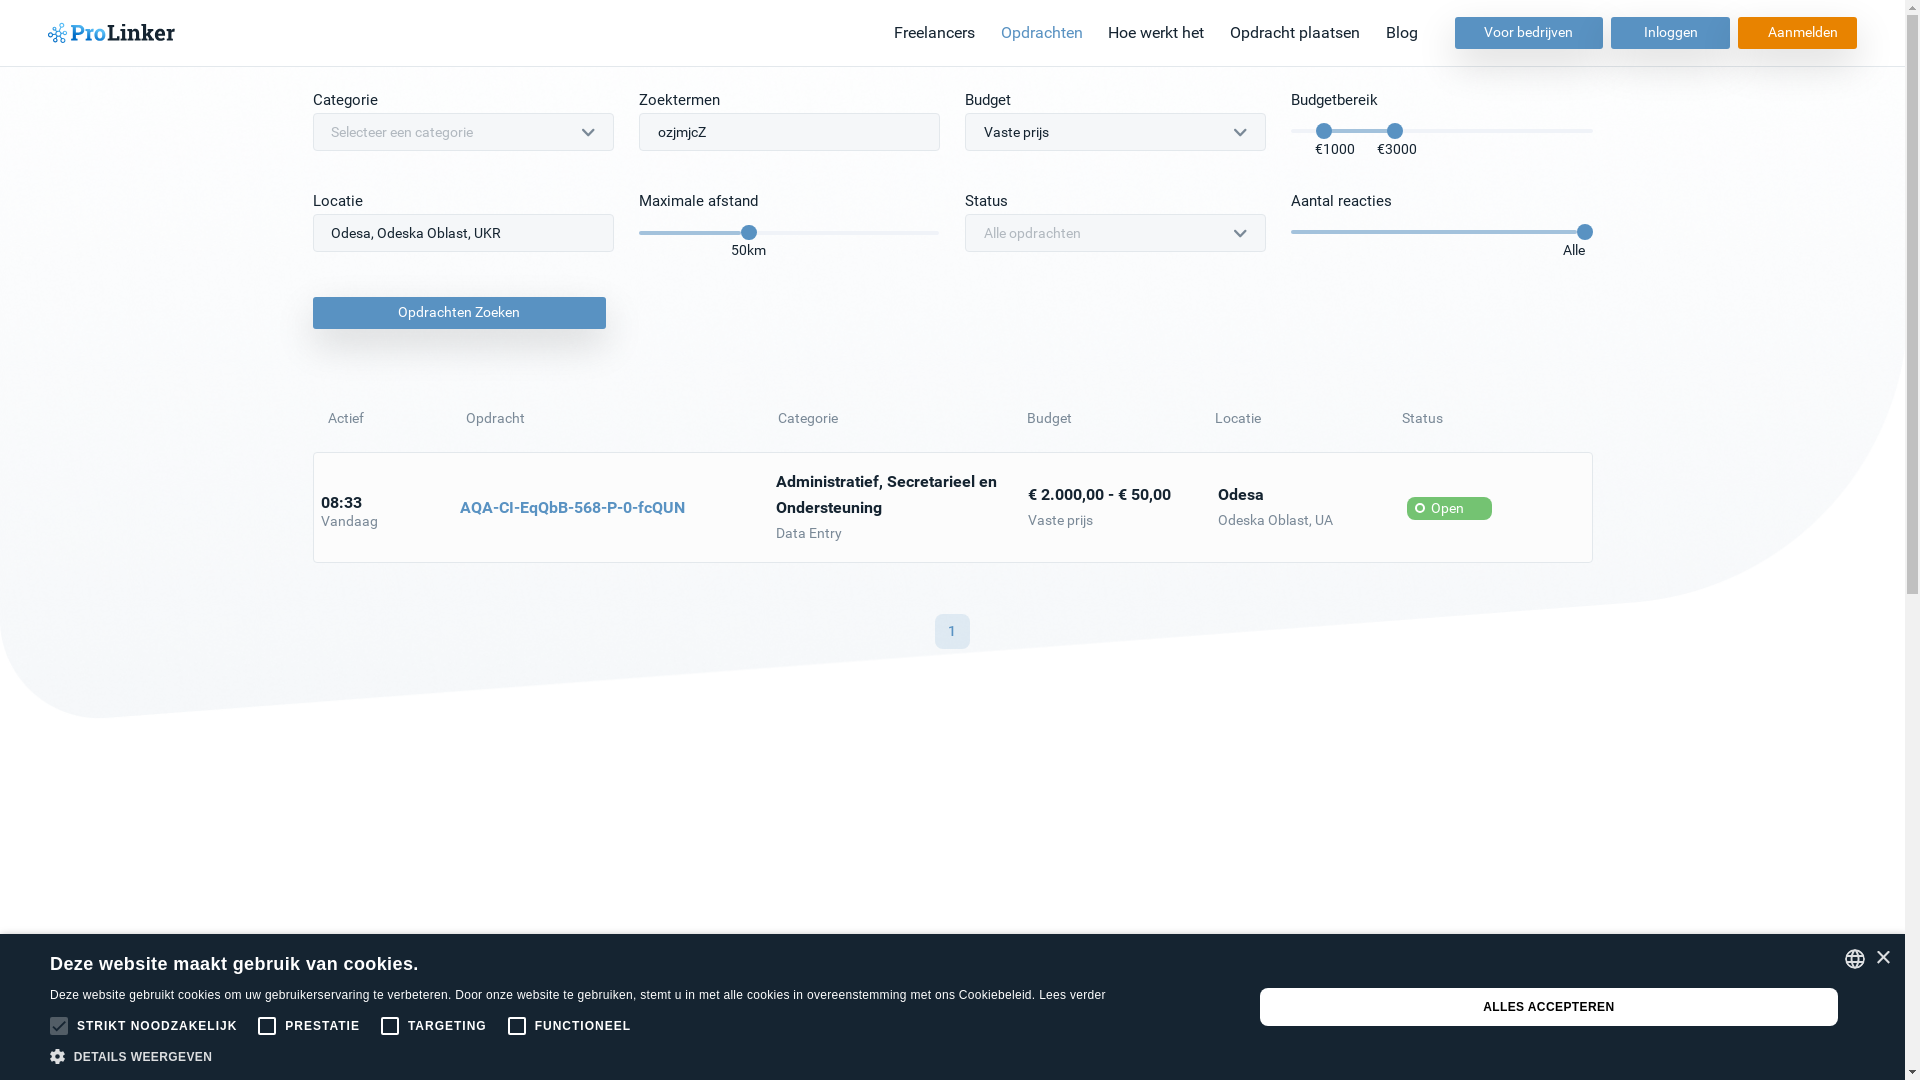 ProLinker
Freelancers Opdrachten Hoe werkt het Opdracht plaatsen Blog Voor bedrijven Inloggen Aanmelden
Categorie Zoektermen Budget Budgetbereik
Selecteer een categorie ozjmjcZ Vaste prijs
€1000 €3000
Locatie Maximale afstand Status Aantal reacties
Odesa, Odeska Oblast, UKR Alle opdrachten
50km Alle
Opdrachten Zoeken
Actief Opdracht Categorie Budget Locatie Status
08:33
Vandaag
AQA-CI-EqQbB-568-P-0-fcQUN
Administratief, Secretarieel en
Ondersteuning
Data Entry
€ 2.000,00 - € 50,00
Vaste prijs
Odesa
Odeska Oblast, UA
Open
1
Deze website maakt gebruik van cookies.
Deze website gebruikt cookies om uw gebruikerservaring te verbeteren. Door onze website te gebruiken, stemt u in met alle cookies in overeenstemming met ons Cookiebeleid. Lees verder
STRIKT NOODZAKELIJK PRESTATIE TARGETING FUNCTIONEEL
DETAILS WEERGEVEN
ALLES ACCEPTEREN
×